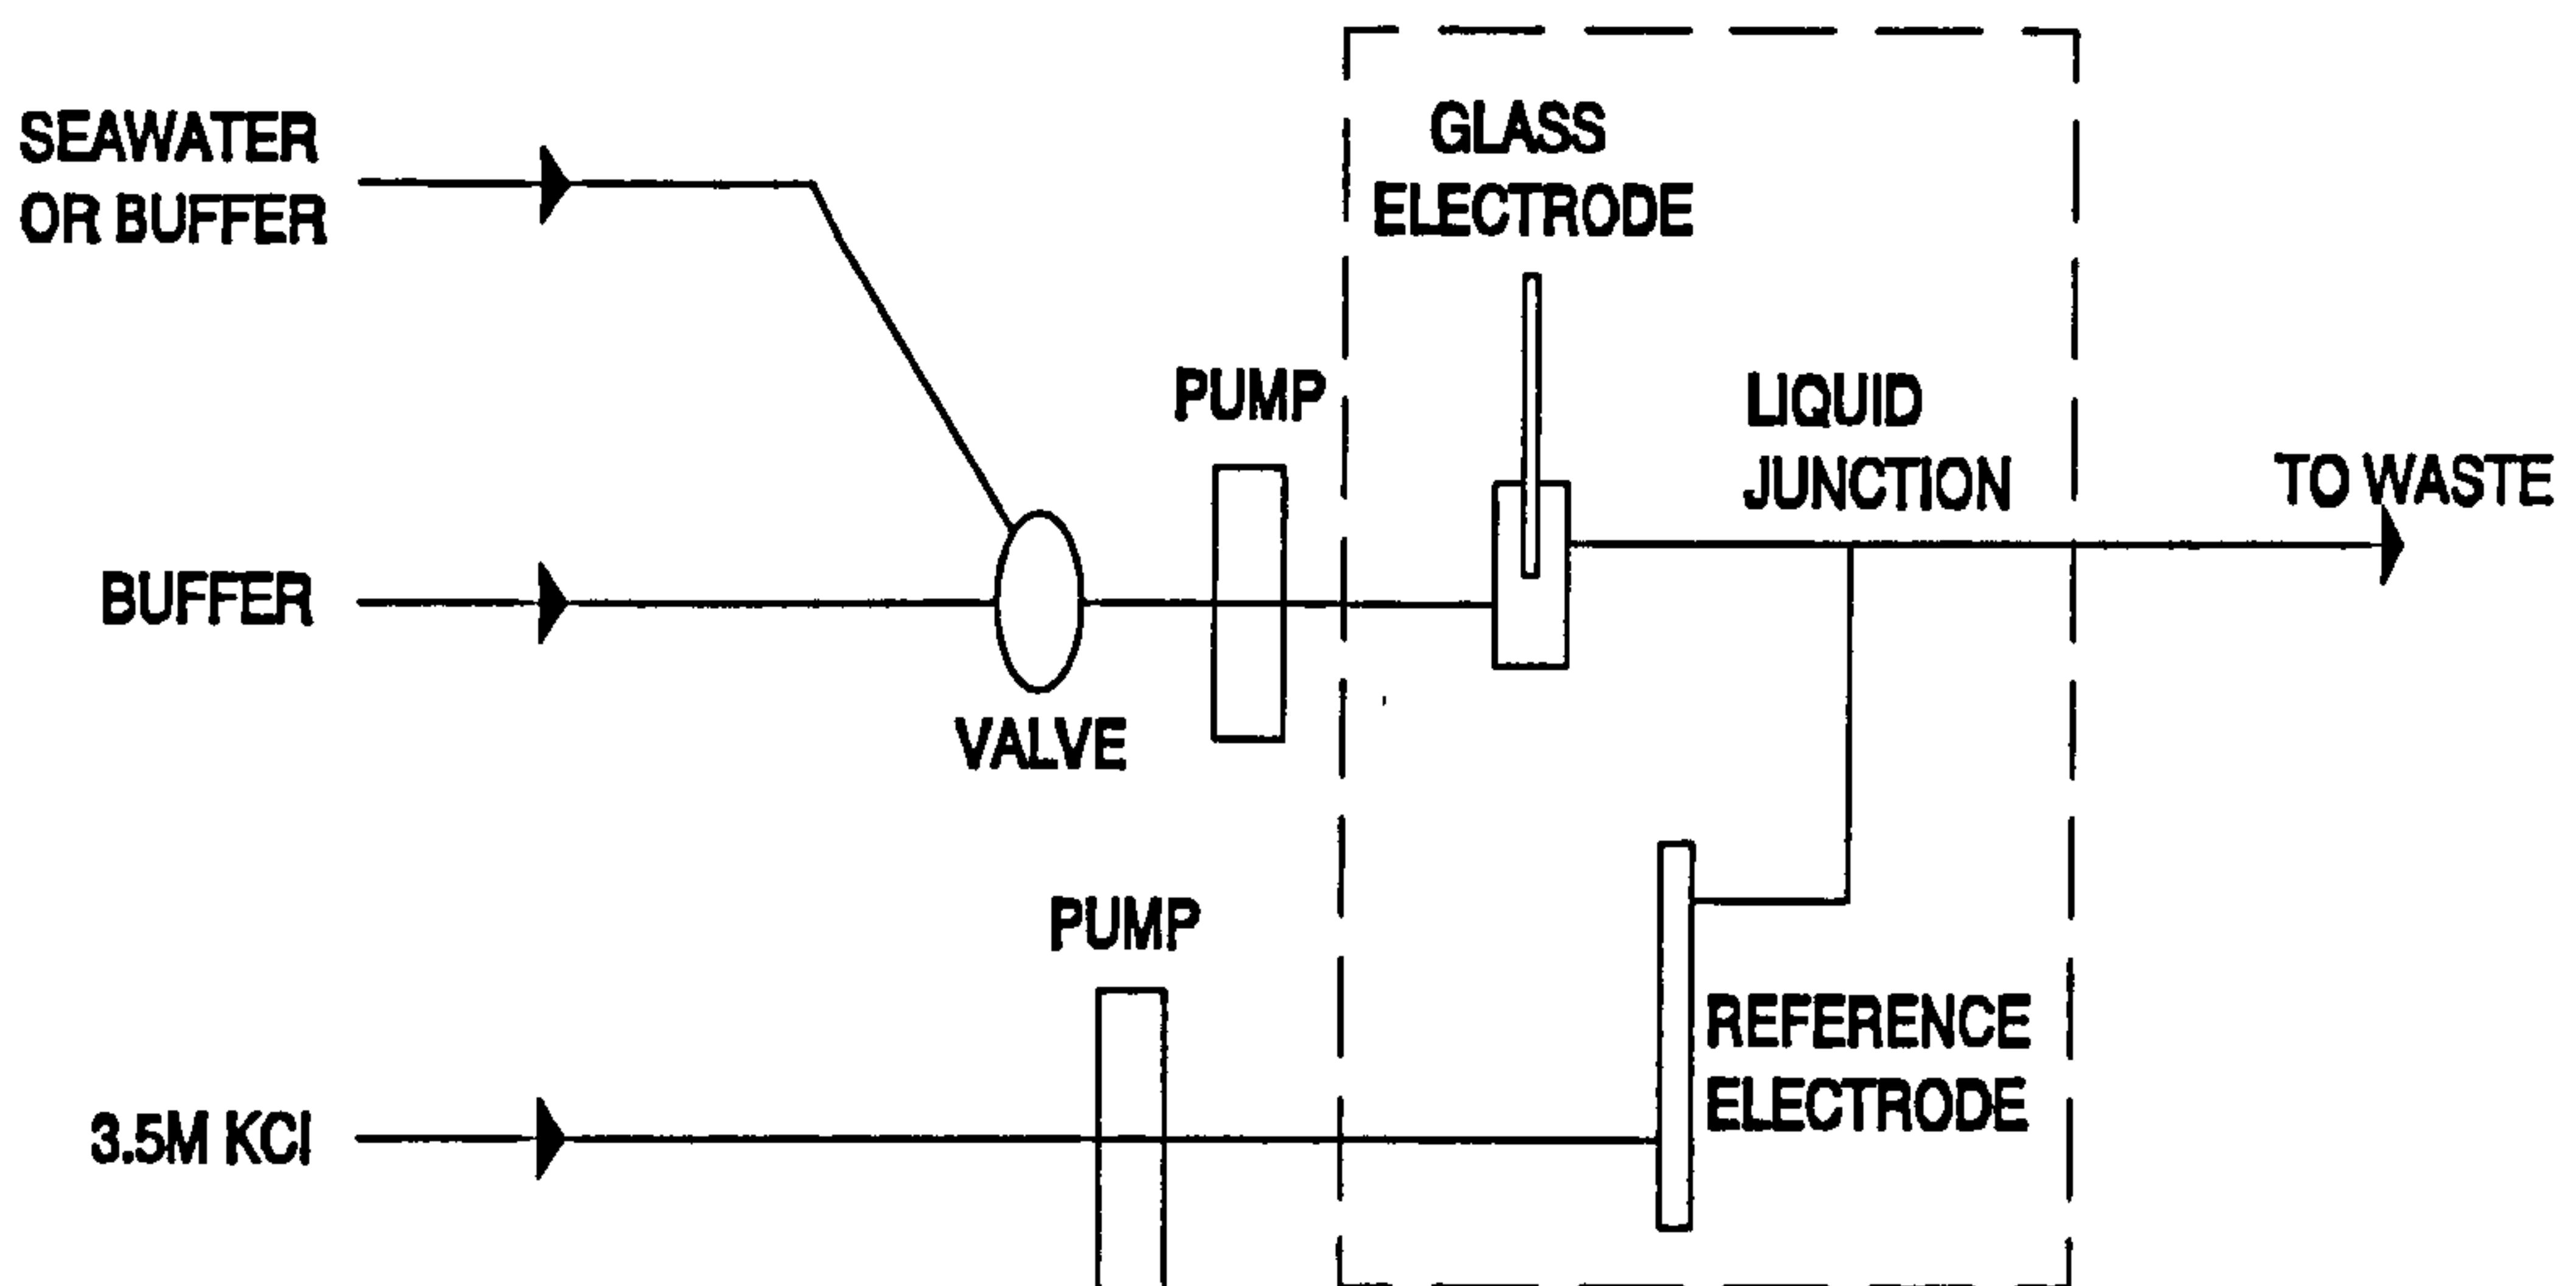 SEAWATER
OR BUFFER
GLASS
ELECTRODE
PUMP
LIQUID
JUNCTION
TO WASTE
BUFFER
VALVE
PUMP
REFERENCE
ELECTRODE
3.5M KCl